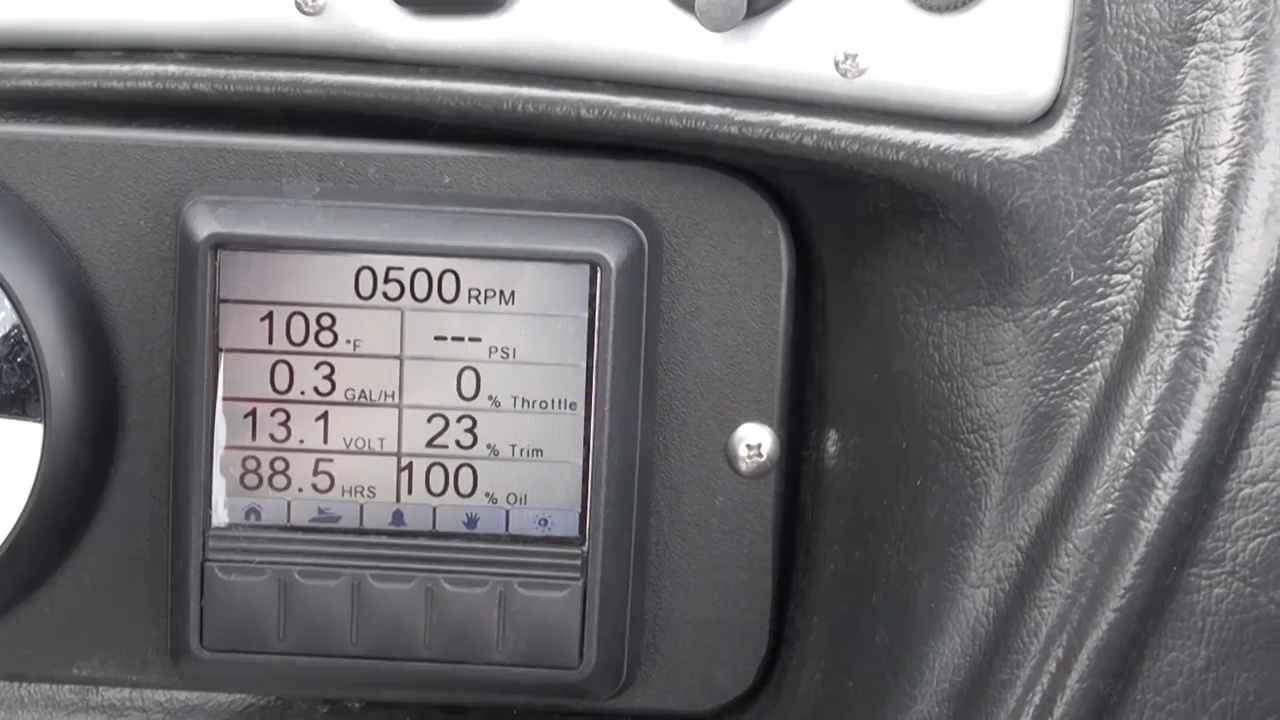 0500 RPM
108 °F --- PSI
0.3 GAL/H 0 % Throttle
13.1 VOLT 23 % Trim
88.5 HRS 100 % Oil